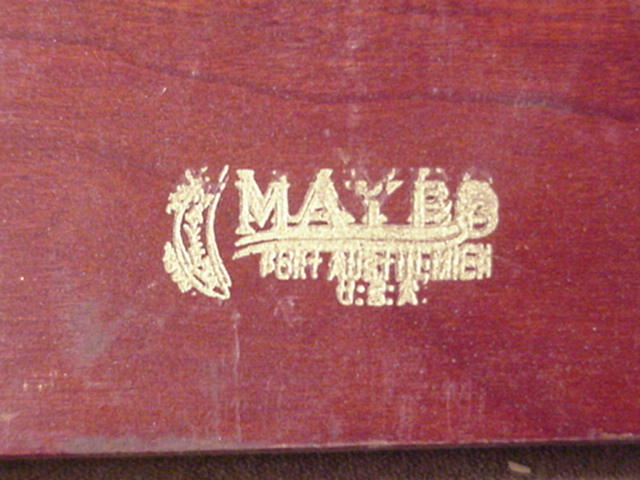 MAYES
PORT AUSTIN, MICH
U.S.A.